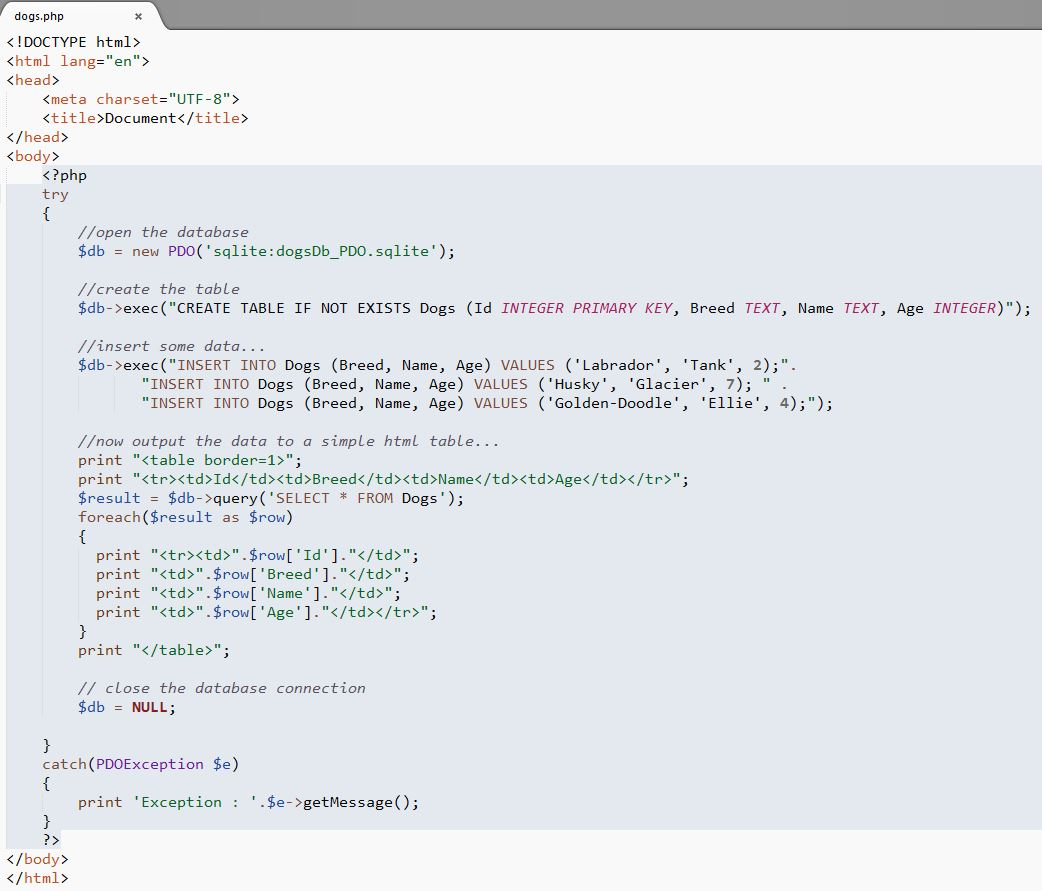 dogs.php ×
<!DOCTYPE html>
<html lang="en">
<head>
    <meta charset="UTF-8">
    <title>Document</title>
</head>
<body>
    <?php
    try
    {
        //open the database
        $db = new PDO('sqlite:dogsDb_PDO.sqlite');

        //create the table
        $db->exec("CREATE TABLE IF NOT EXISTS Dogs (Id INTEGER PRIMARY KEY, Breed TEXT, Name TEXT, Age INTEGER)");

        //insert some data...
        $db->exec("INSERT INTO Dogs (Breed, Name, Age) VALUES ('Labrador', 'Tank', 2);".
               "INSERT INTO Dogs (Breed, Name, Age) VALUES ('Husky', 'Glacier', 7); " .
               "INSERT INTO Dogs (Breed, Name, Age) VALUES ('Golden-Doodle', 'Ellie', 4);");

        //now output the data to a simple html table...
        print "<table border=1>";
        print "<tr><td>Id</td><td>Breed</td><td>Name</td><td>Age</td></tr>";
        $result = $db->query('SELECT * FROM Dogs');
        foreach($result as $row)
        {
          print "<tr><td>".$row['Id']."</td>";
          print "<td>".$row['Breed']."</td>";
          print "<td>".$row['Name']."</td>";
          print "<td>".$row['Age']."</td></tr>";
        }
        print "</table>";

        // close the database connection
        $db = NULL;

    }
    catch(PDOException $e)
    {
        print 'Exception : '.$e->getMessage();
    }
    ?>
</body>
</html>